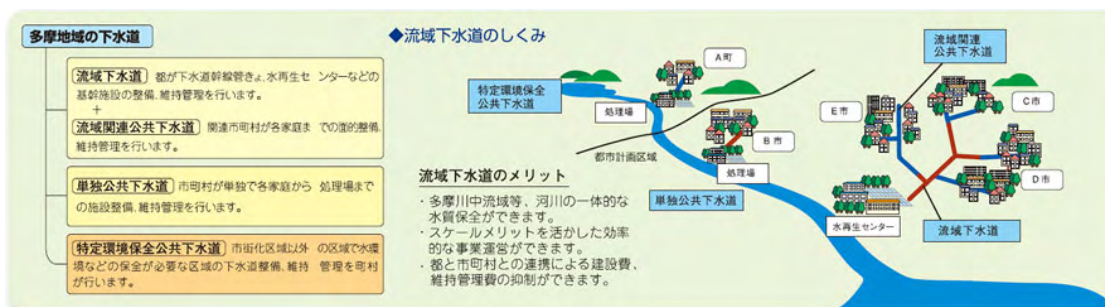 多摩地域の下水道
流域下水道 都が下水道幹線管きょ、水再生センターなどの
基幹施設の整備、維持管理を行います。
+
流域関連公共下水道 関連市町村が各家庭までの面的整備、
維持管理を行います。
単独公共下水道 市町村が単独で各家庭から処理場まで
の施設整備、維持管理を行います。
特定環境保全公共下水道 市街化区域以外の区域で水環
境などの保全が必要な区域の下水道整備、維持管理を町村
が行います。
◆流域下水道のしくみ
特定環境保全
公共下水道
A町
処理場
都市計画区域
B市
処理場
単独公共下水道
流域下水道のメリット
・多摩川中流域等、河川の一体的な
水質保全ができます。
・スケールメリットを活かした効率
的な事業運営ができます。
・都と市町村との連携による建設費、
維持管理費の抑制ができます。
流域関連
公共下水道
E市
C市
D市
水再生センター
流域下水道